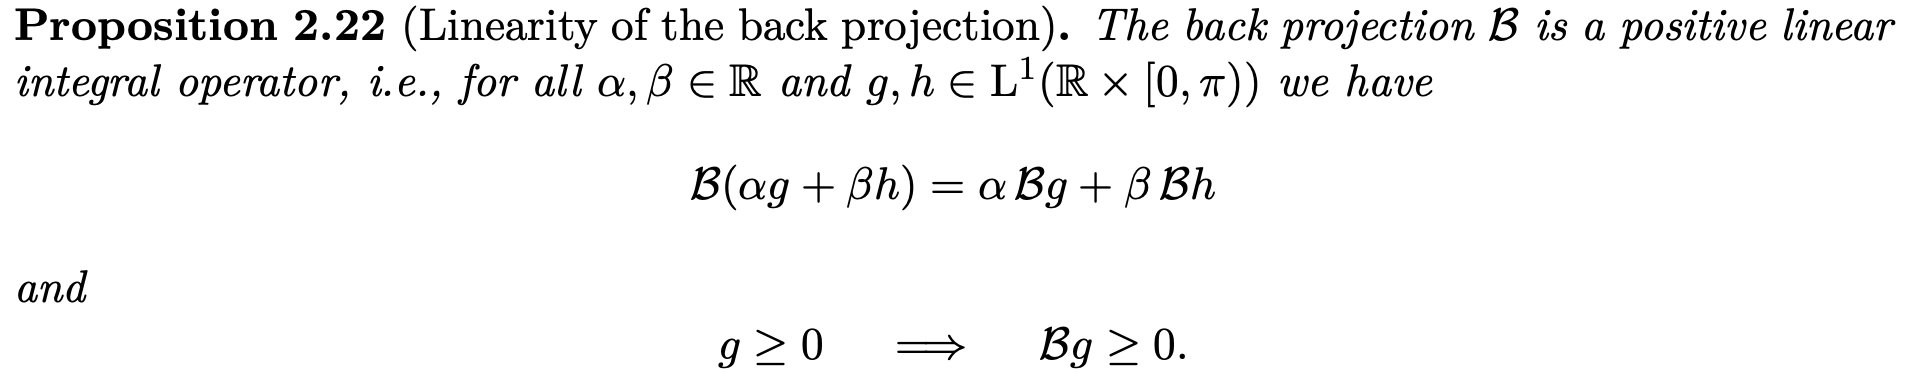 Proposition 2.22 (Linearity of the back projection). The back projection ℬ is a positive linear
integral operator, i.e., for all α, β ∈ ℝ and g, h ∈ L¹(ℝ × [0, π)) we have
ℬ(αg + βh) = α ℬg + β ℬh
and
g ≥ 0 ⟹ ℬg ≥ 0.